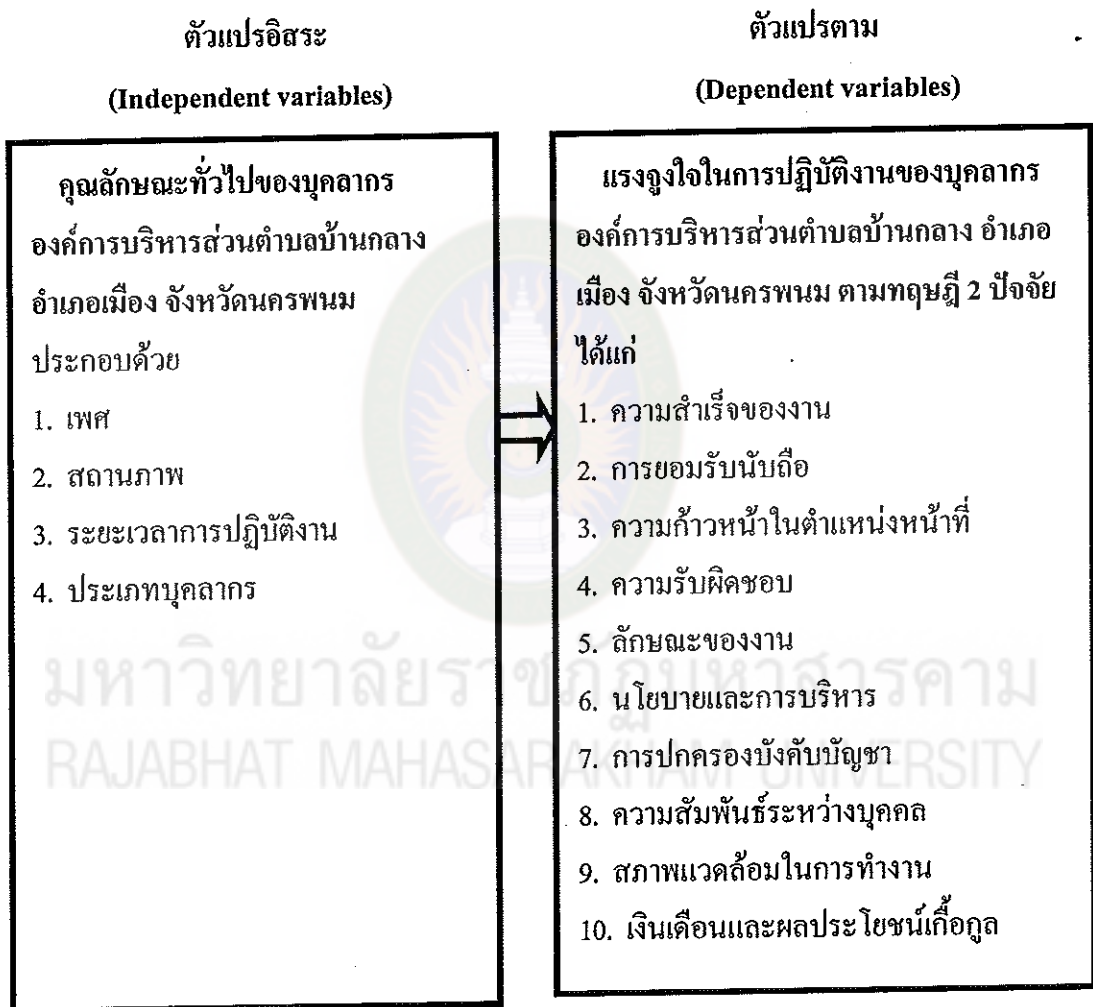 ตัวแปรอิสระ
(Independent variables)
คุณลักษณะทั่วไปของบุคลากร
องค์การบริหารส่วนตำบลบ้านกลาง
อำเภอเมือง จังหวัดนครพนม
ประกอบด้วย
1. เพศ
2. สถานภาพ
3. ระยะเวลาการปฏิบัติงาน
4. ประเภทบุคลากร
ตัวแปรตาม
(Dependent variables)
แรงจูงใจในการปฏิบัติงานของบุคลากร
องค์การบริหารส่วนตำบลบ้านกลาง อำเภอ
เมือง จังหวัดนครพนม ตามทฤษฎี 2 ปัจจัย
ได้แก่
1. ความสำเร็จของงาน
2. การยอมรับนับถือ
3. ความก้าวหน้าในตำแหน่งหน้าที่
4. ความรับผิดชอบ
5. ลักษณะของงาน
6. นโยบายและการบริหาร
7. การปกครองบังคับบัญชา
8. ความสัมพันธ์ระหว่างบุคคล
9. สภาพแวดล้อมในการทำงาน
10. เงินเดือนและผลประโยชน์เกื้อกูล
มหาวิทยาลัยราชภัฏมหาสารคาม
RAJABHAT MAHASARAKHAM UNIVERSITY